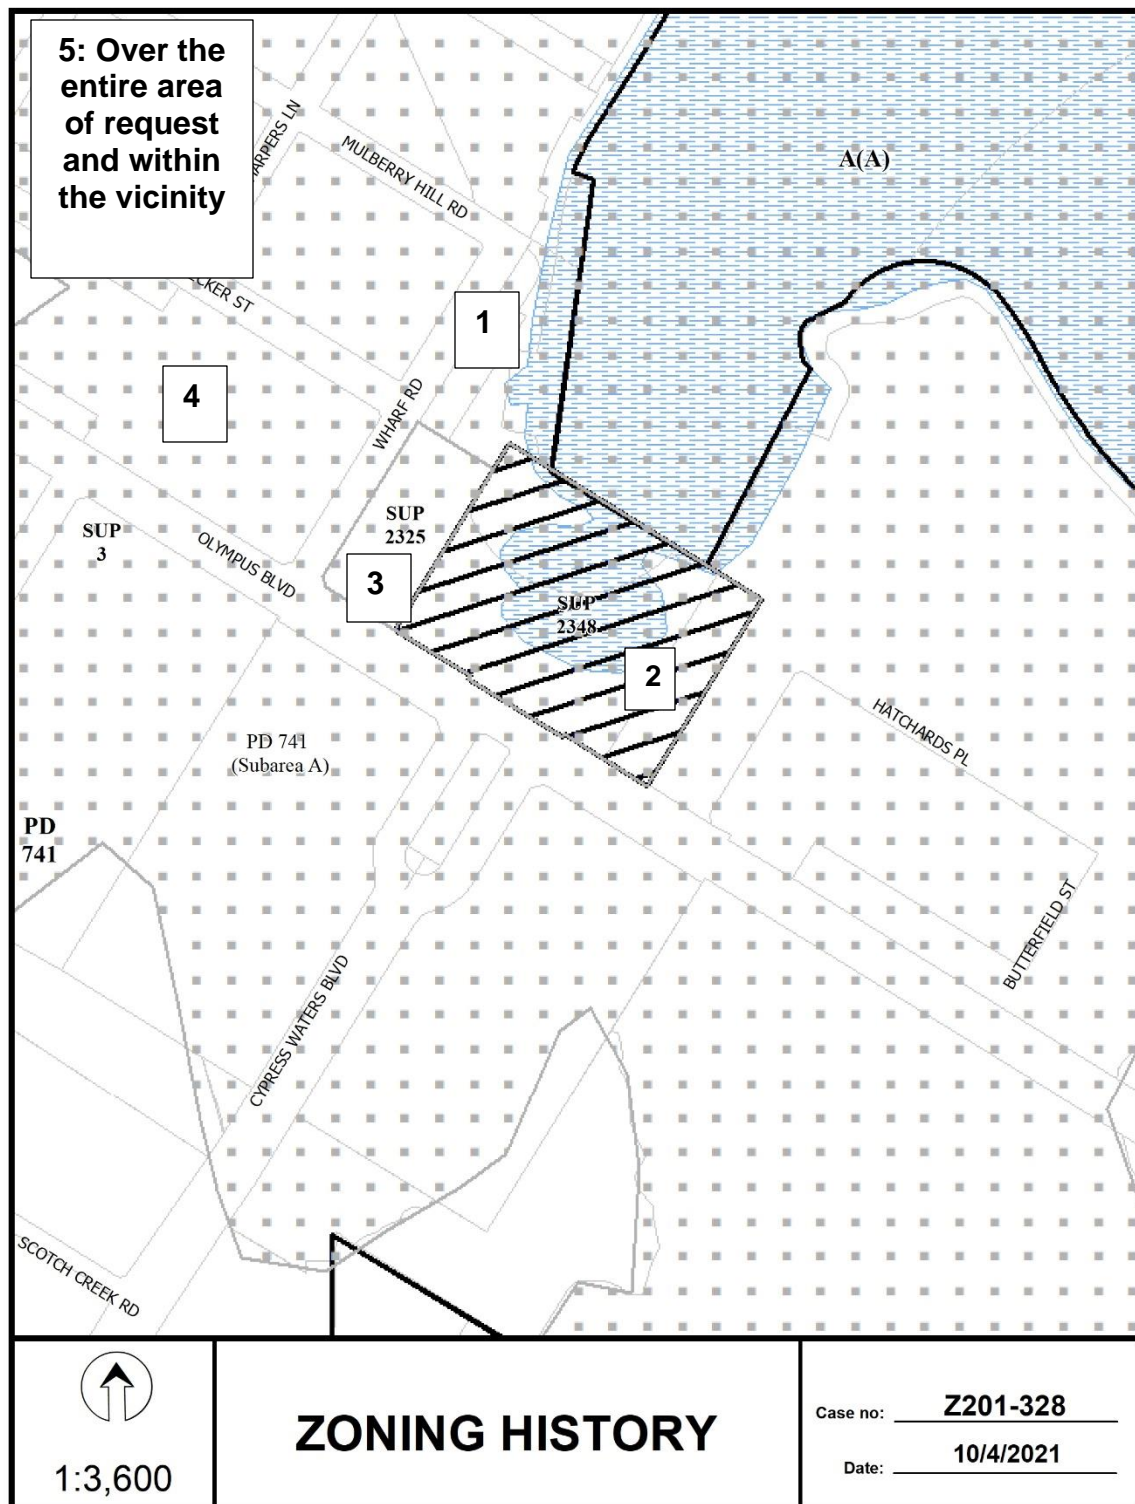 5: Over the
entire area
of request
and within
the vicinity
ARPERS LN
MULBERRY HILL RD
A(A)
CKER ST
1
4
WHARF RD
SUP
2325
SUP
3
OLYMPUS BLVD
3
SUP
2348
2
HATCHARDS PL
PD 741
(Subarea A)
PD
741
BUTTERFIELD ST
CYPRESS WATERS BLVD
SCOTCH CREEK RD
1:3,600
ZONING HISTORY
Case no: Z201-328
Date: 10/4/2021